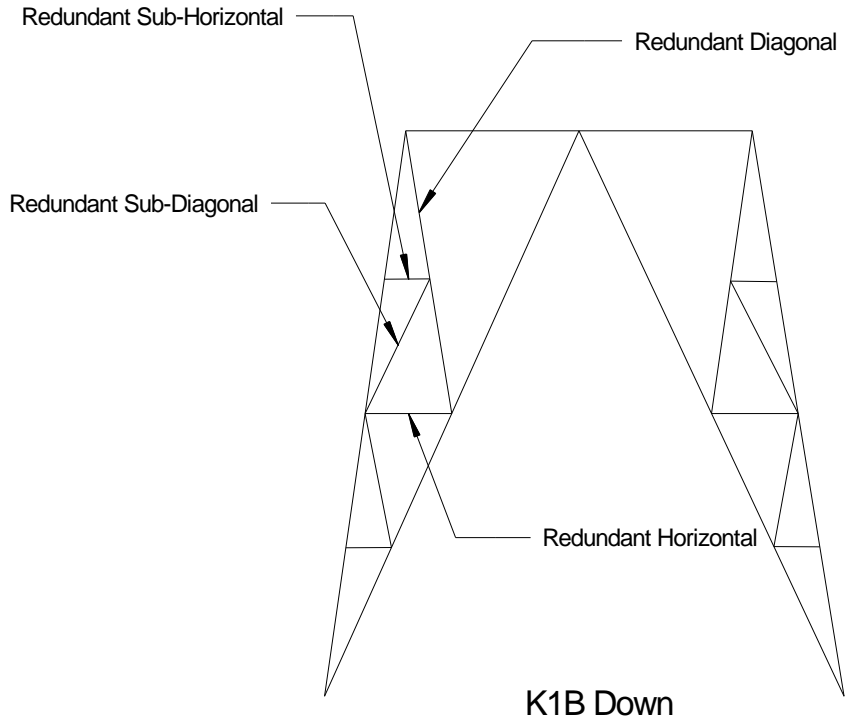 Redundant Sub-Horizontal
Redundant Diagonal
Redundant Sub-Diagonal
Redundant Horizontal
K1B Down